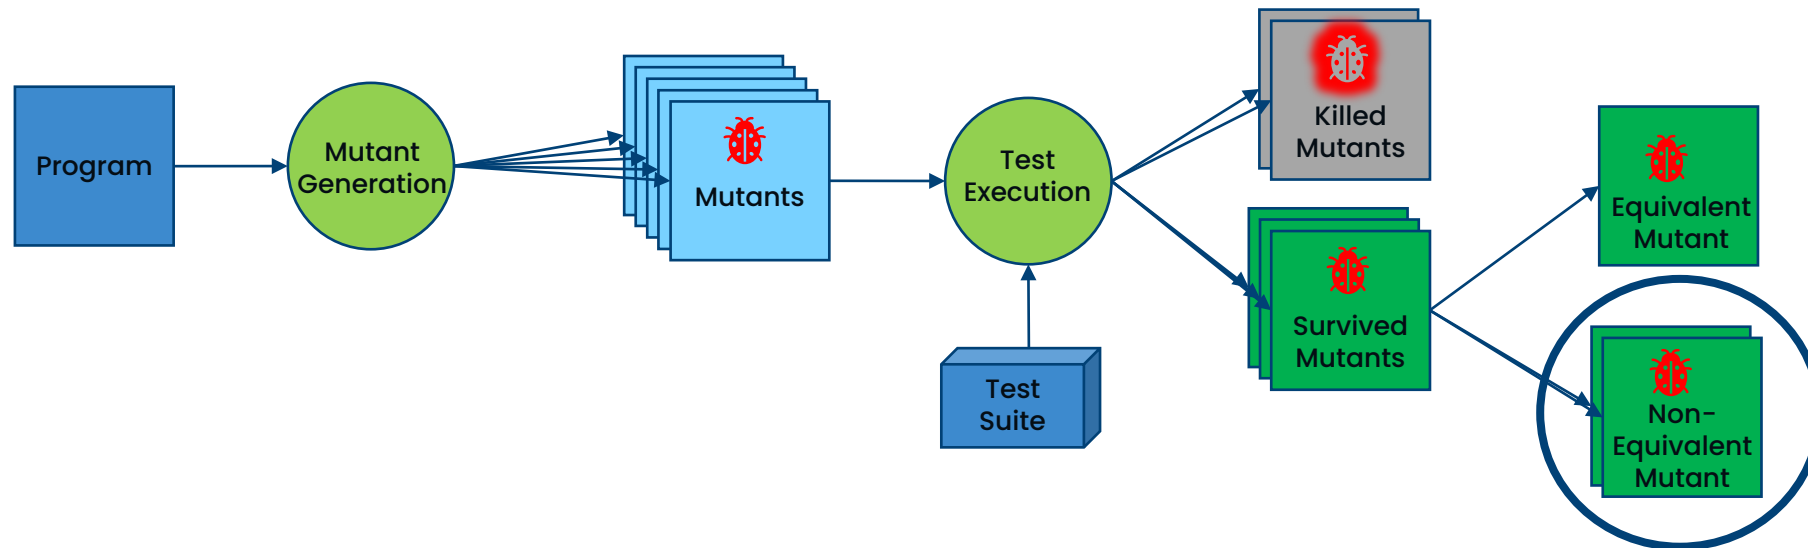 Program
Mutant
Generation
Mutants
Test
Execution
Test
Suite
Killed
Mutants
Survived
Mutants
Equivalent
Mutant
Non-
Equivalent
Mutant